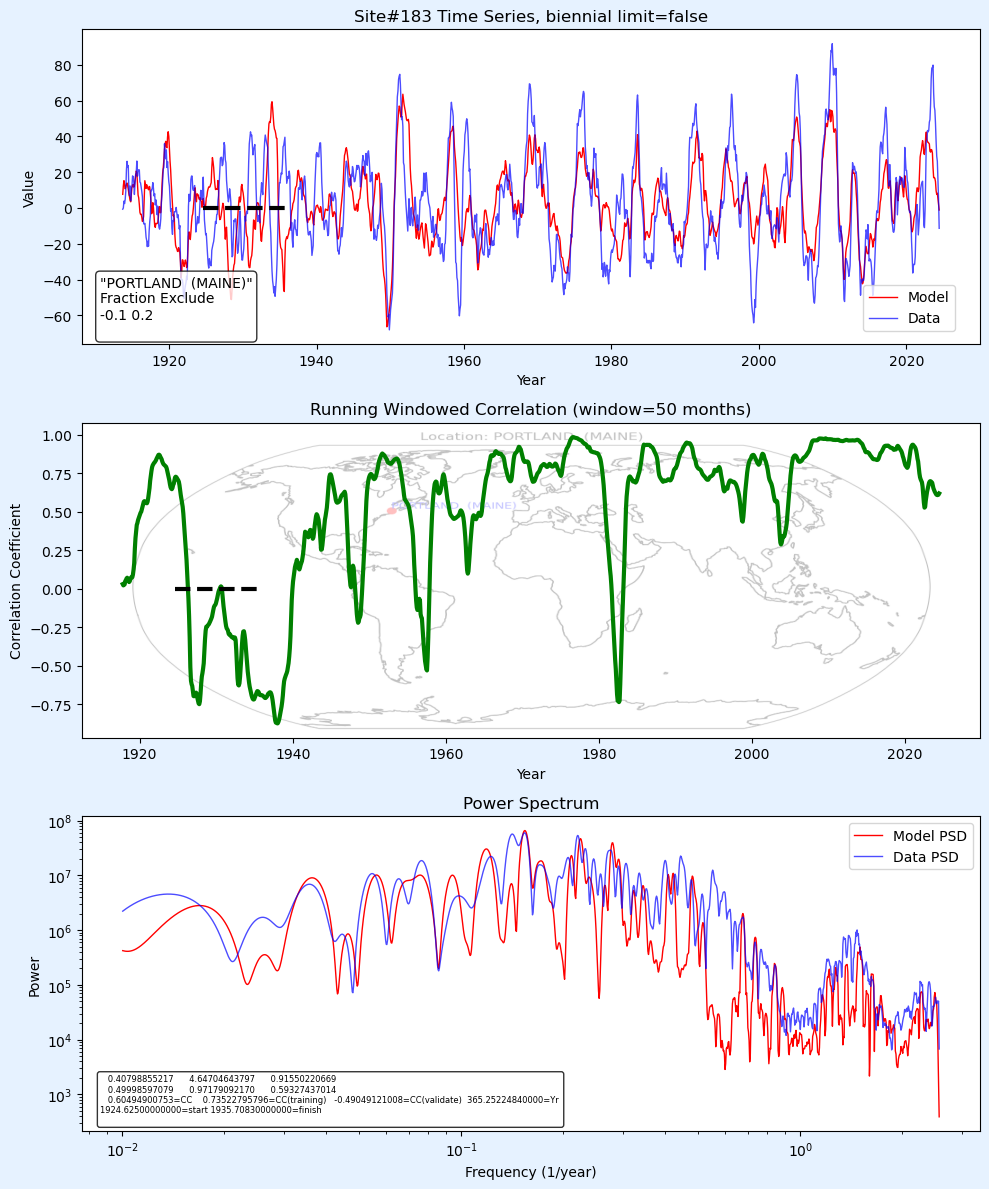 Site#183 Time Series, biennial limit=false
Value
80
60
40
20
0
−20
−40
−60
"PORTLAND  (MAINE)"
Fraction Exclude
-0.1 0.2
Model
Data
1920
1940
1960
1980
2000
2020
Year
Running Windowed Correlation (window=50 months)
Location: PORTLAND  (MAINE)
PORTLAND  (MAINE)
Correlation Coefficient
1.00
0.75
0.50
0.25
0.00
−0.25
−0.50
−0.75
1920
1940
1960
1980
2000
2020
Year
Power Spectrum
Power
10^8
10^7
10^6
10^5
10^4
10^3
Model PSD
Data PSD
0.40798855217 4.64704643797 0.91550220669
0.49998597079 0.97179092170 0.59327437014
0.60494900753=CC 0.73522795796=CC(training) -0.49049121008=CC(validate) 365.25224840000=Yr
1924.62500000000=start 1935.70830000000=finish
10^−2
10^−1
10^0
Frequency (1/year)